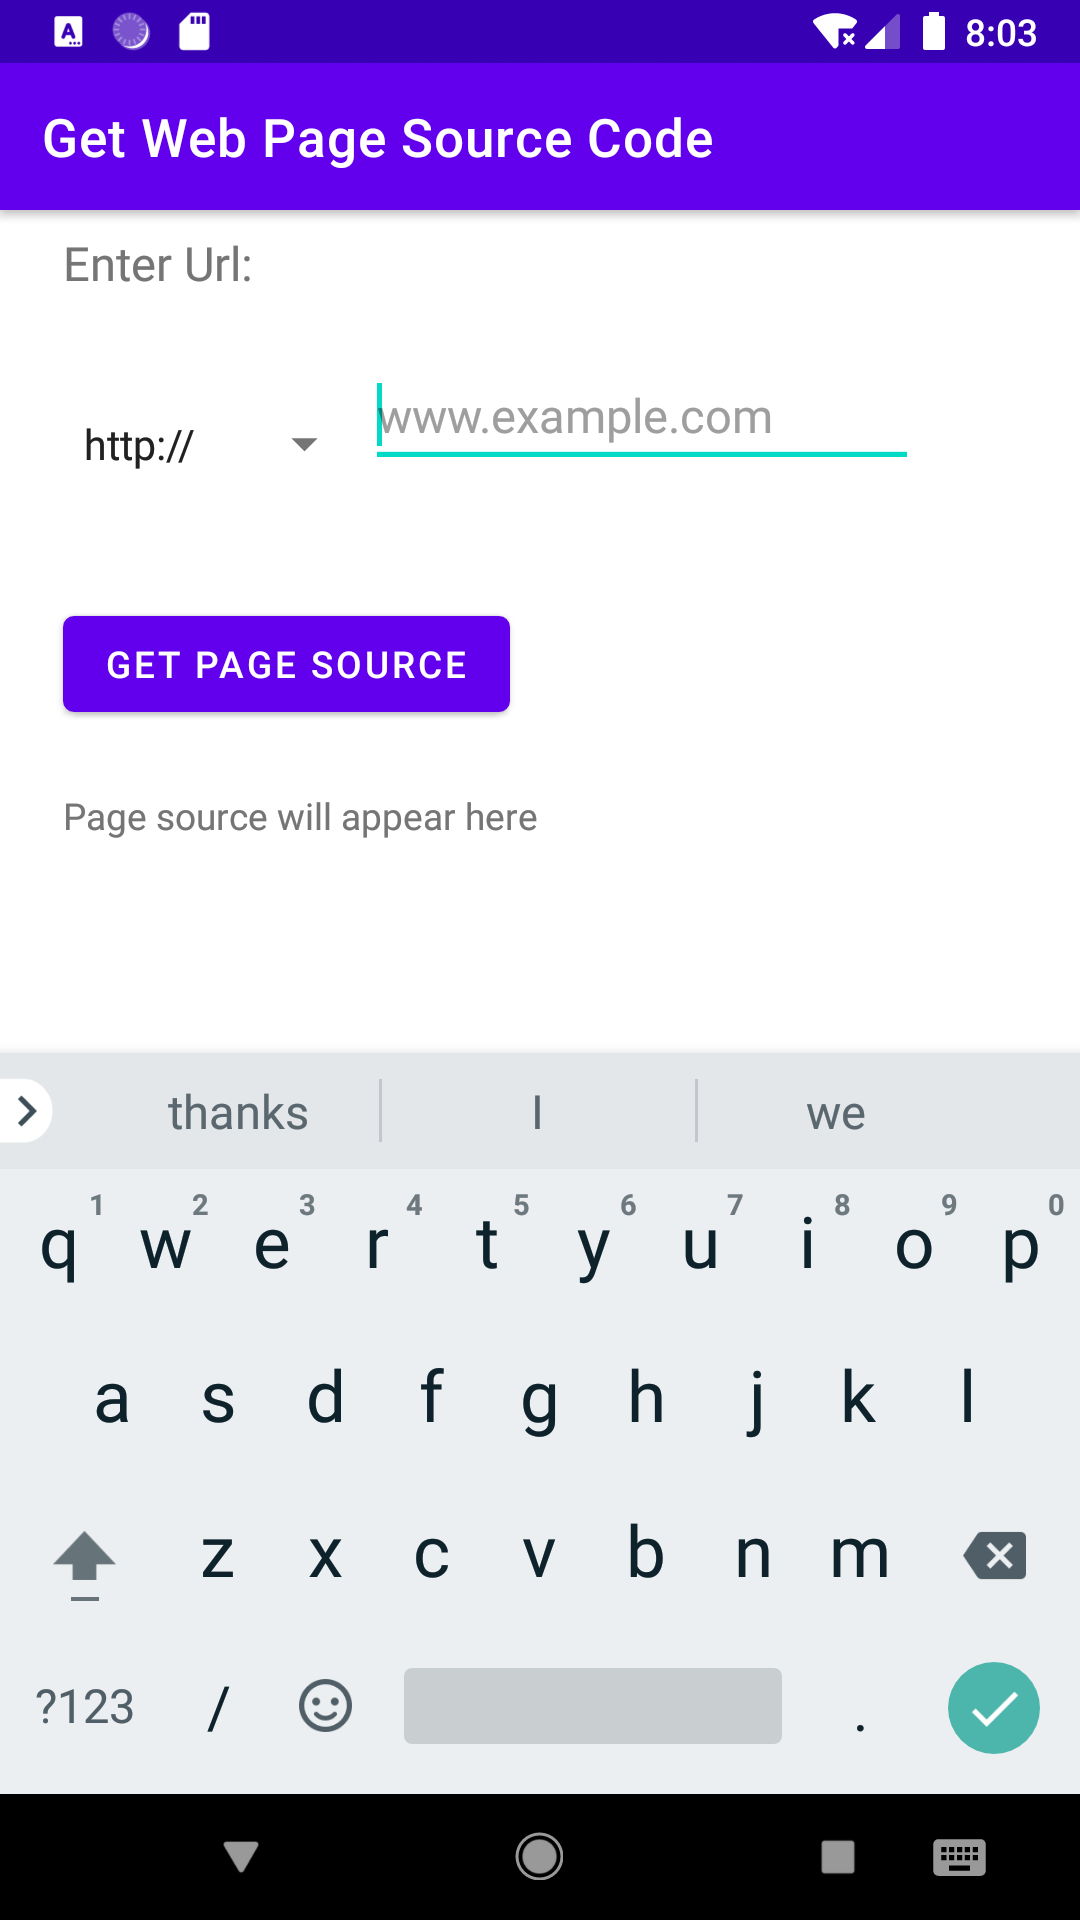 8:03
Get Web Page Source Code
Enter Url:
http://
www.example.com
GET PAGE SOURCE
Page source will appear here
thanks I we
1 2 3 4 5 6 7 8 9 0
q w e r t y u i o p
a s d f g h j k l
z x c v b n m
?123 / .